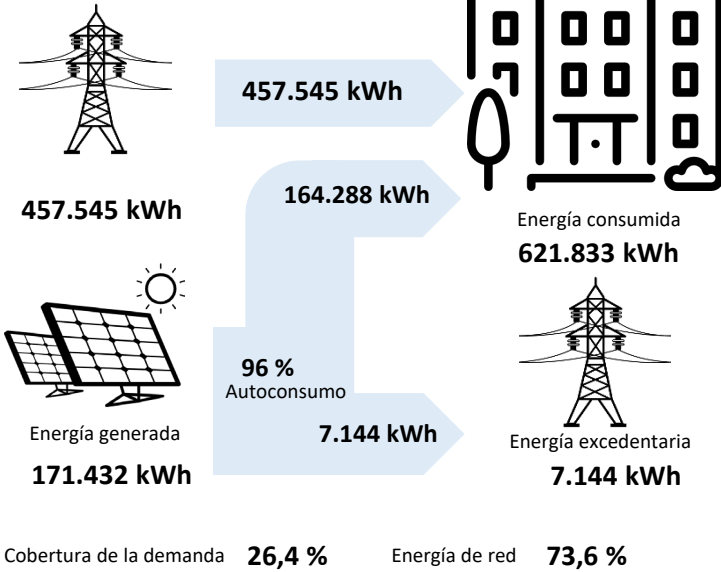 457.545 kWh
457.545 kWh
164.288 kWh
Energía consumida
621.833 kWh
96 %
Autoconsumo
Energía generada
171.432 kWh
7.144 kWh
Energía excedentaria
7.144 kWh
Cobertura de la demanda 26,4 %
Energía de red 73,6 %